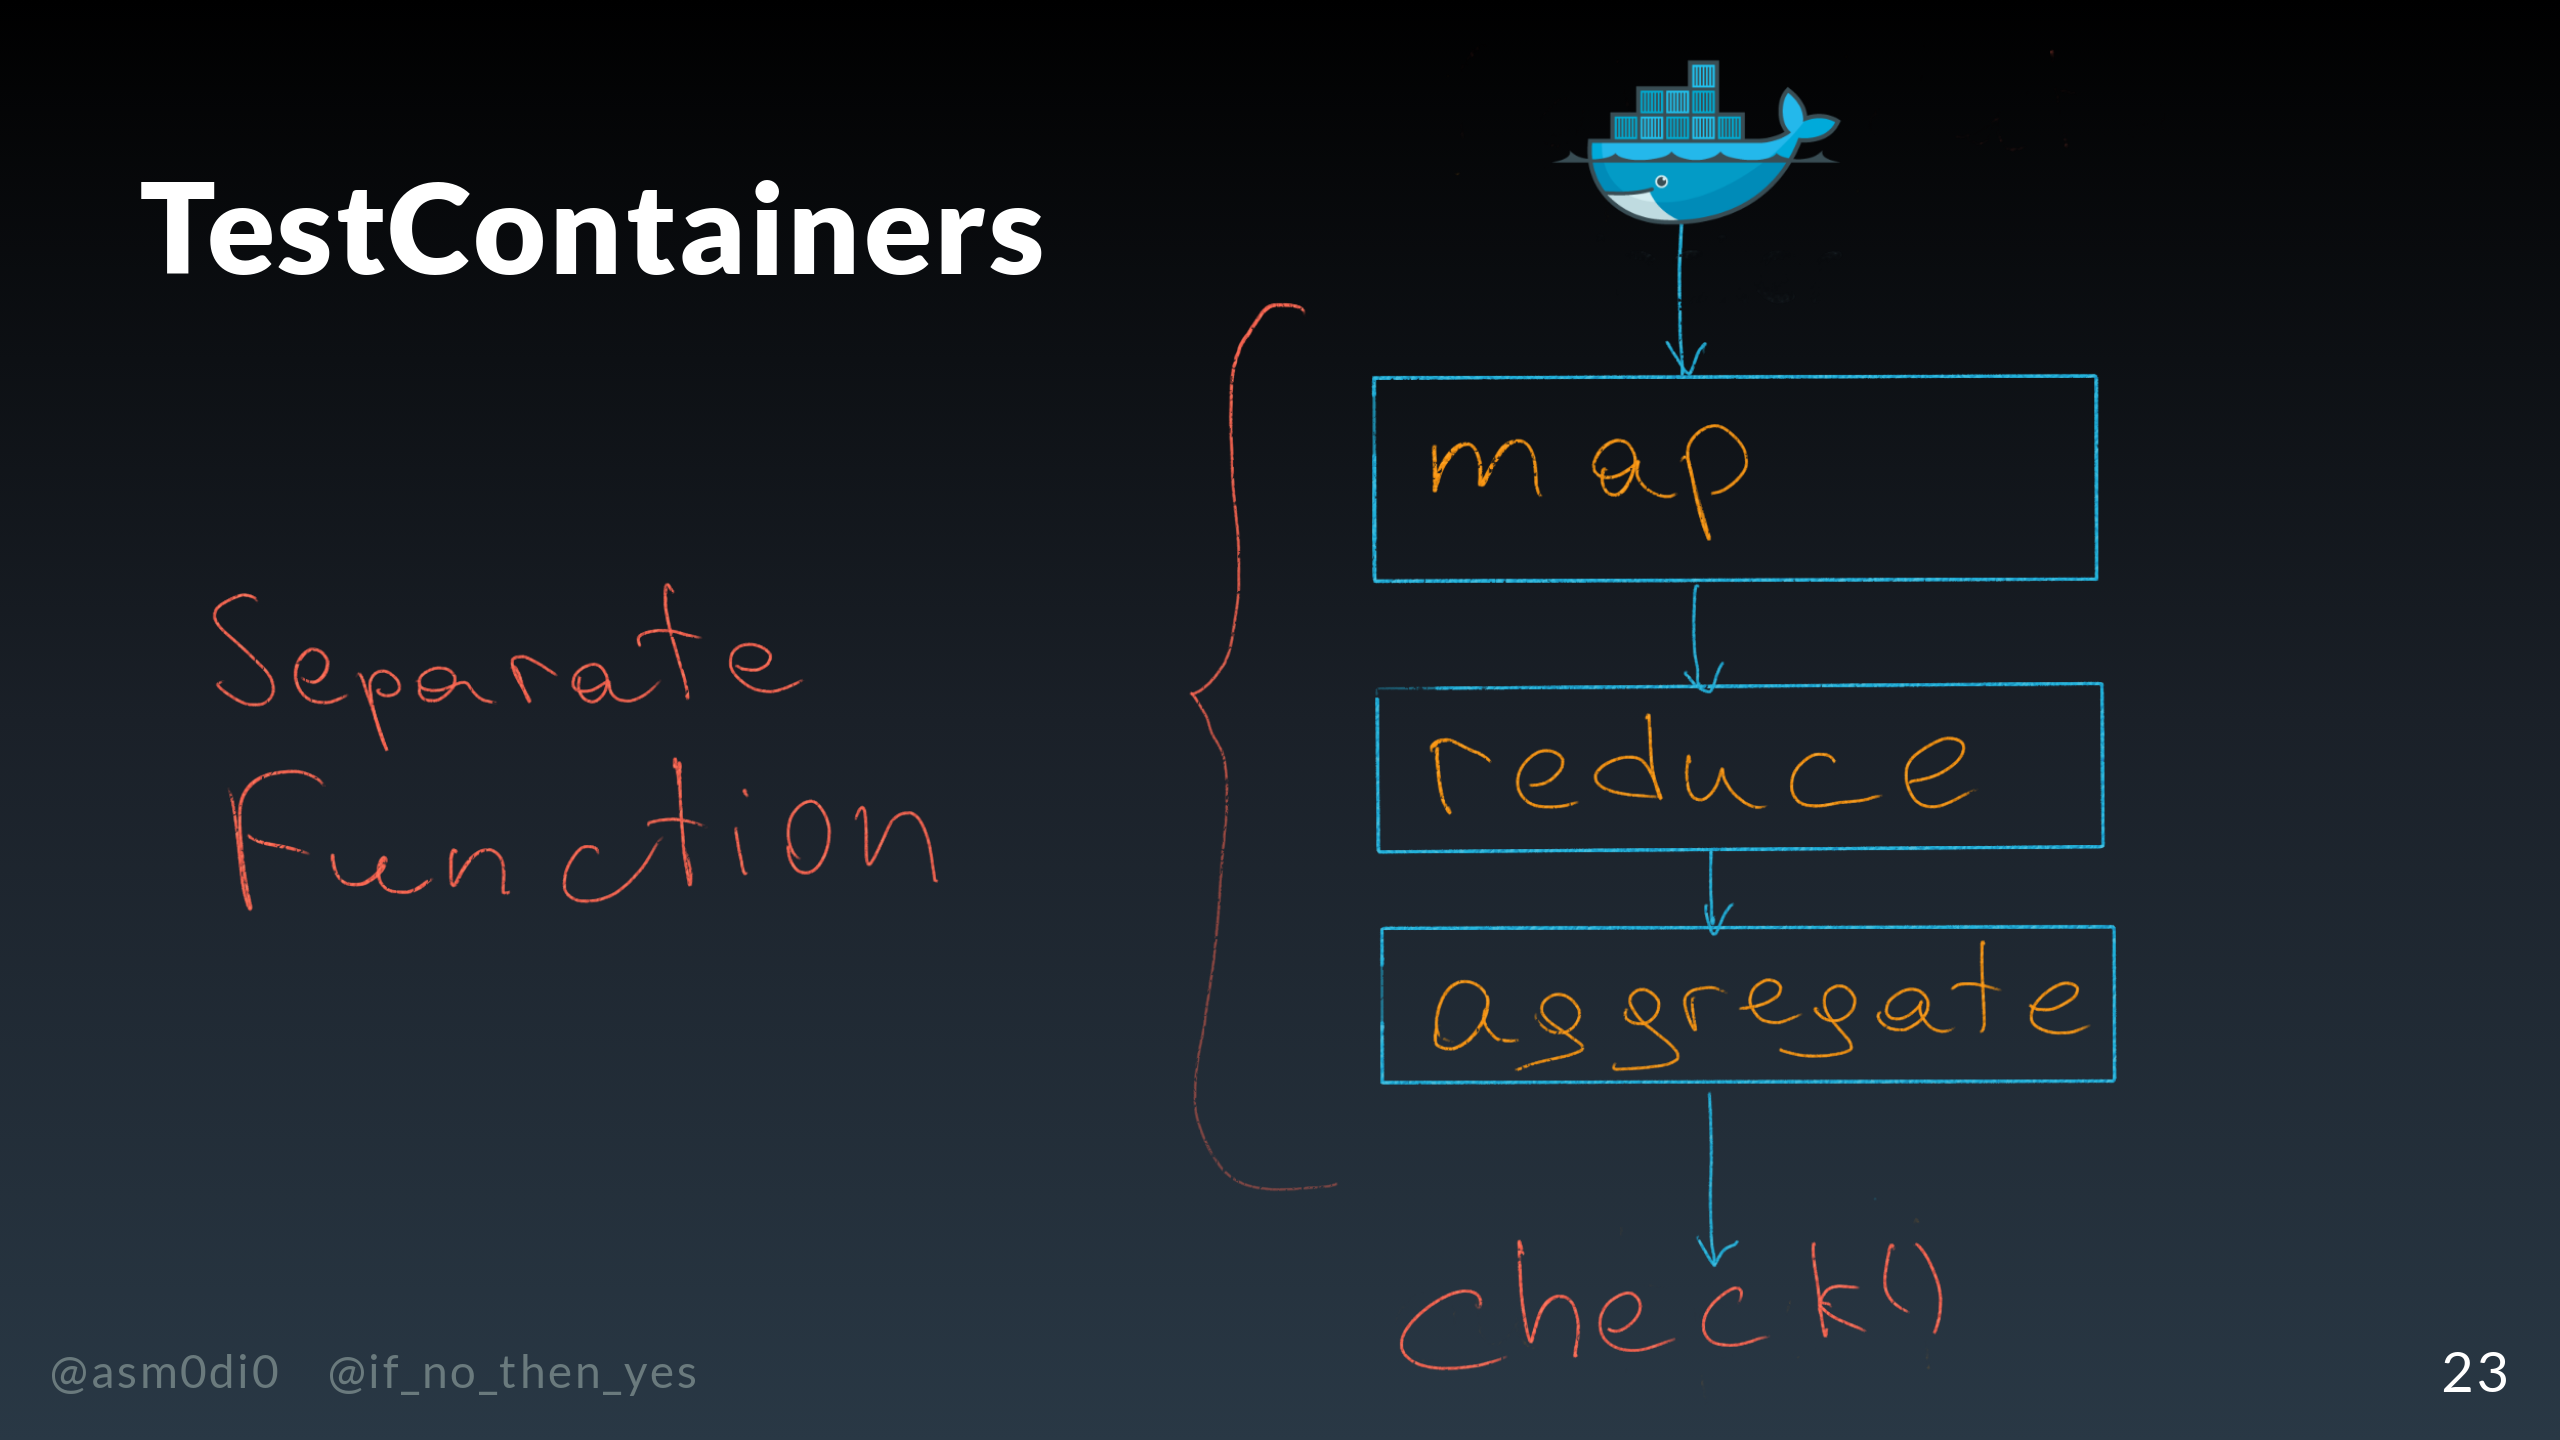 TestContainers
Separate
Function
map
reduce
aggregate
check()
@asm0di0 @if_no_then_yes
23